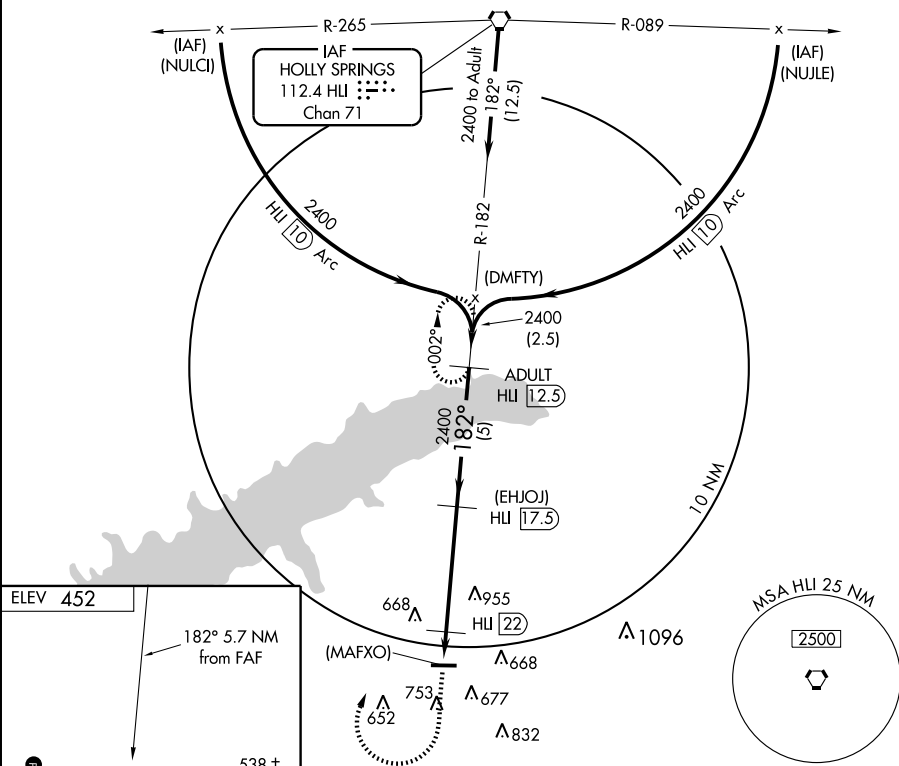 R-265
R-089
(IAF)
(NULCI)
(IAF)
(NUJLE)
IAF
HOLLY SPRINGS
112.4 HLI
Chan 71
2400 to Adult
182°
(12.5)
R-182
2400
HLI 10 Arc
2400
HLI 10 Arc
(DMFTY)
2400
(2.5)
002°
ADULT
HLI 12.5
2400
182°
(5)
(EHJOJ)
HLI 17.5
10 NM
ELEV 452
182° 5.7 NM
from FAF
538 ±
668
955
HLI 22
1096
(MAFXO)
668
753
677
652
832
MSA HLI 25 NM
2500